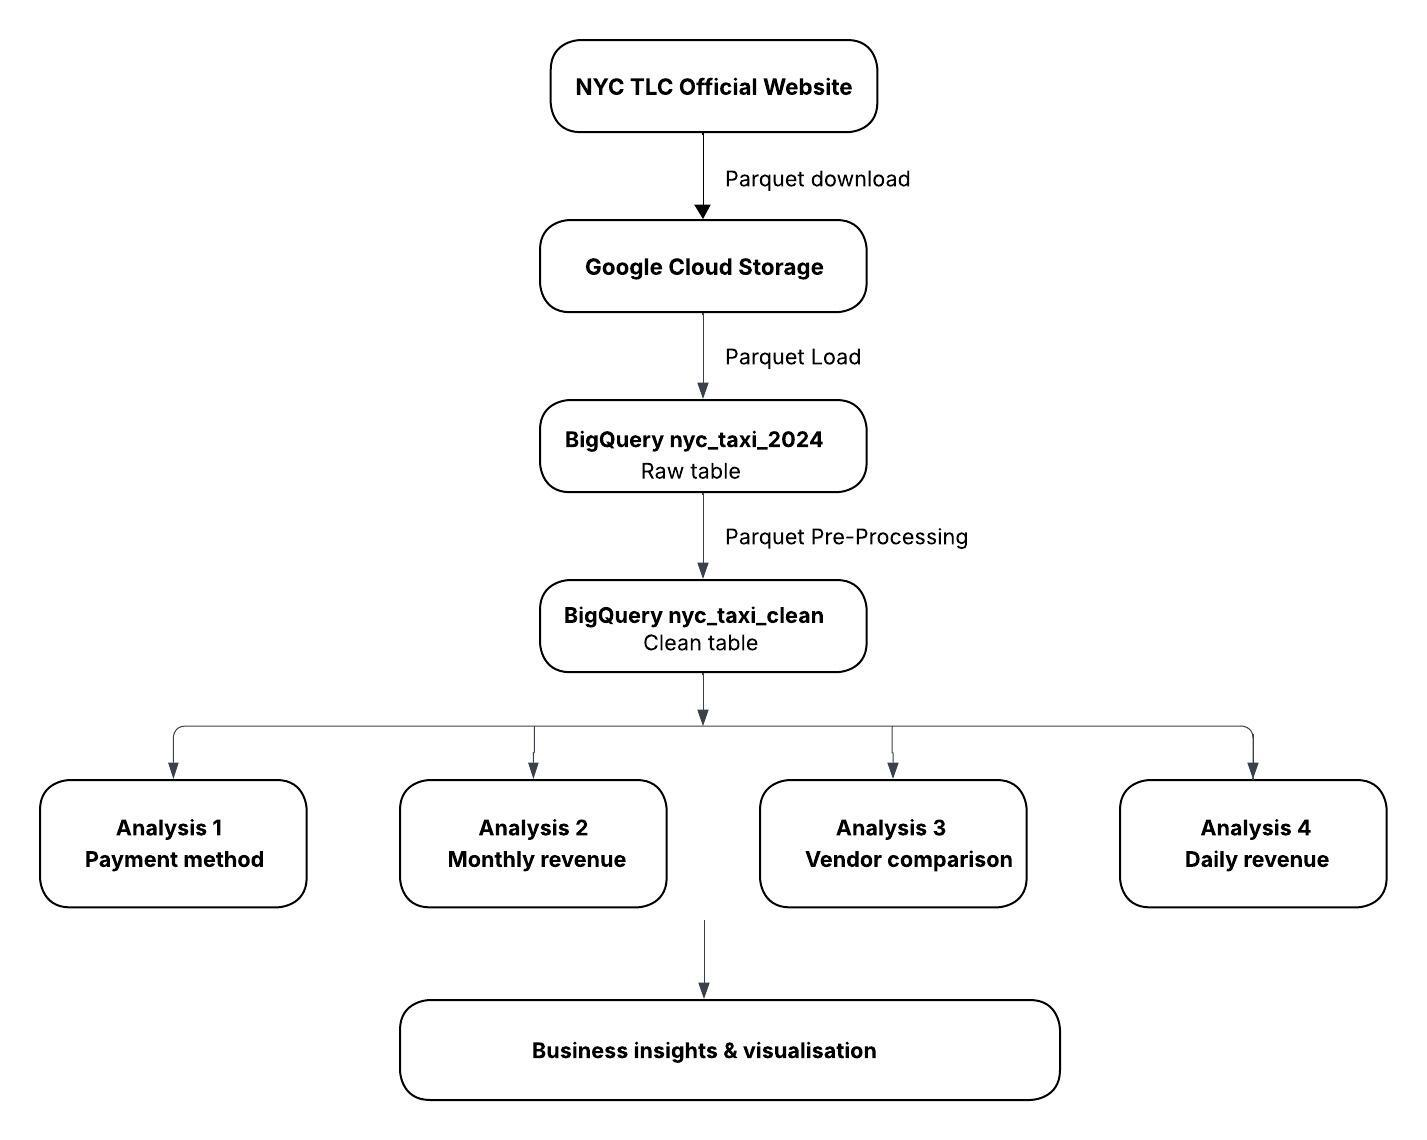 NYC TLC Official Website
Parquet download
Google Cloud Storage
Parquet Load
BigQuery nyc_taxi_2024
Raw table
Parquet Pre-Processing
BigQuery nyc_taxi_clean
Clean table
Analysis 1
Payment method
Analysis 2
Monthly revenue
Analysis 3
Vendor comparison
Analysis 4
Daily revenue
Business insights & visualisation